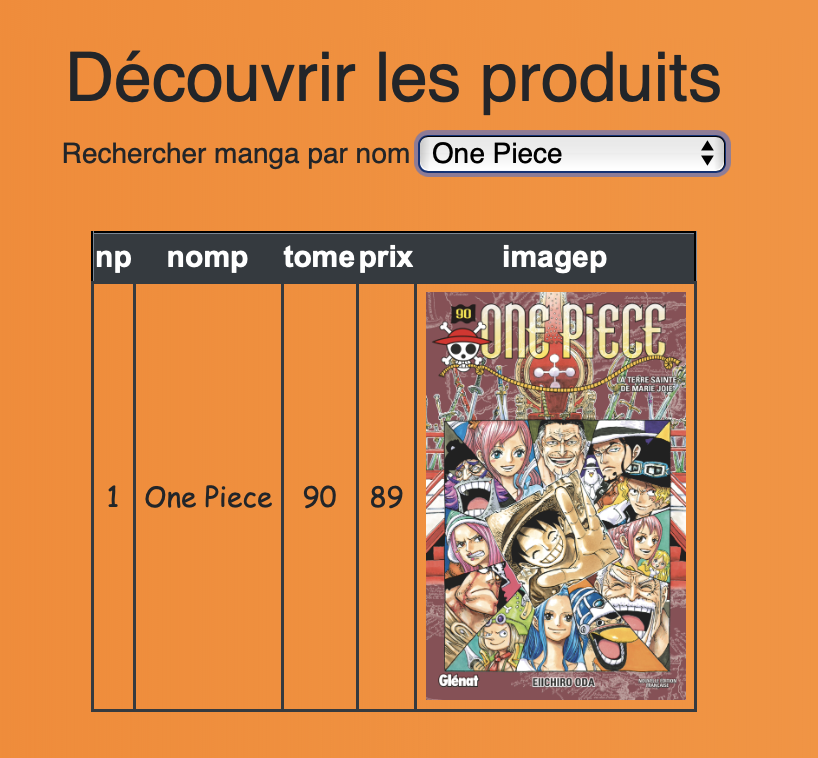 Découvrir les produits
Rechercher manga par nom One Piece
np nomp tome prix imagep
90
ONE PIECE
LA TERRE SAINTE
DE MARIE JOIE
1 One Piece 90 89
Glénat EIICHIRO ODA